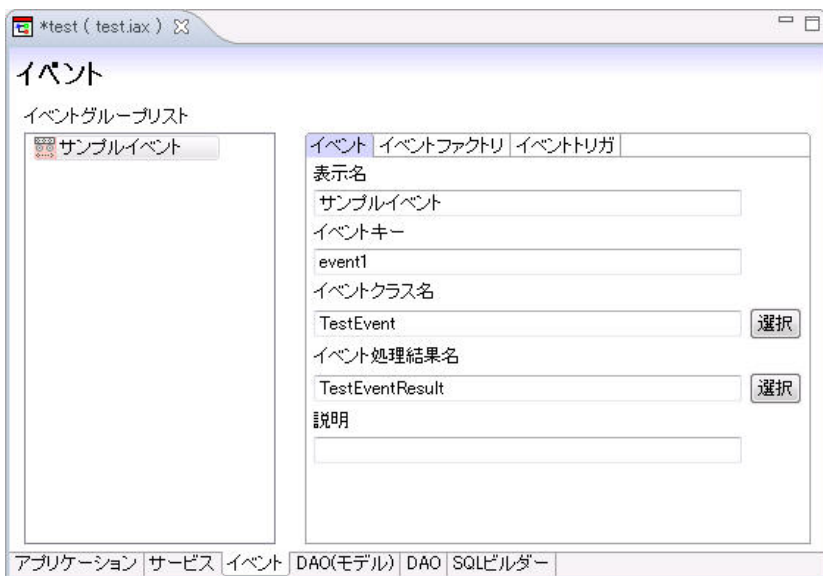 *test ( test.iax )
イベント
イベントグループリスト
サンプルイベント
イベント イベントファクトリ イベントトリガ
表示名
サンプルイベント
イベントキー
event1
イベントクラス名
TestEvent 選択
イベント処理結果名
TestEventResult 選択
説明
アプリケーション サービス イベント DAO(モデル) DAO SQLビルダー